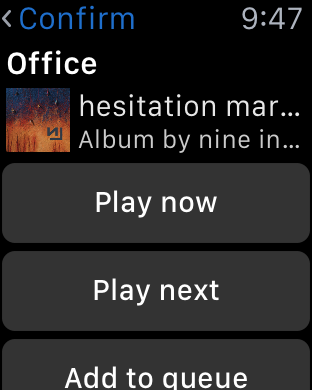 Confirm 9:47
Office
hesitation mar...
Album by nine in...
Play now
Play next
Add to queue